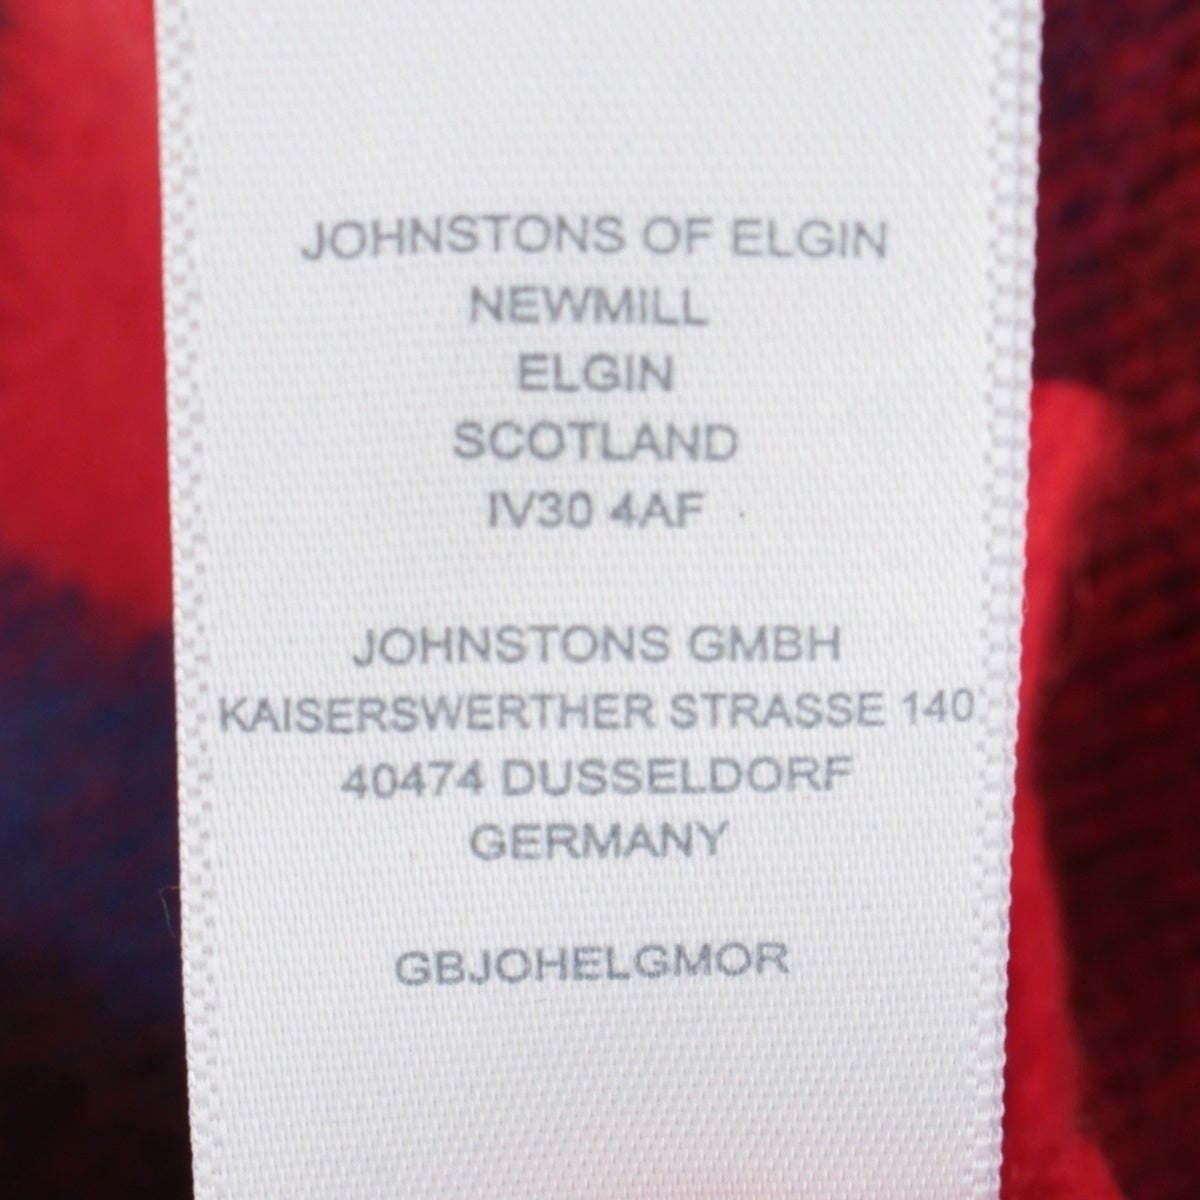 JOHNSTONS OF ELGIN
NEWMILL
ELGIN
SCOTLAND
IV30 4AF
JOHNSTONS GMBH
KAISERSWERTHER STRASSE 140
40474 DUSSELDORF
GERMANY
GBJOHELGMOR